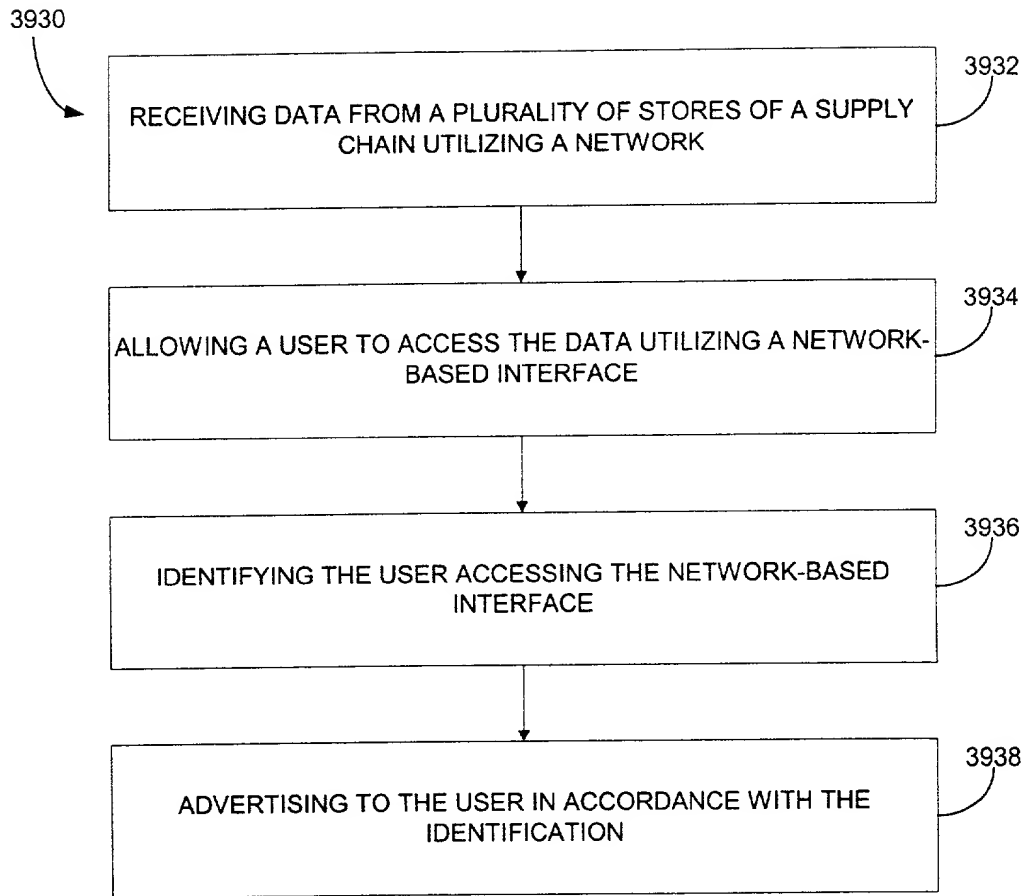 3930
3932
RECEIVING DATA FROM A PLURALITY OF STORES OF A SUPPLY
CHAIN UTILIZING A NETWORK
3934
ALLOWING A USER TO ACCESS THE DATA UTILIZING A NETWORK-
BASED INTERFACE
3936
IDENTIFYING THE USER ACCESSING THE NETWORK-BASED
INTERFACE
3938
ADVERTISING TO THE USER IN ACCORDANCE WITH THE
IDENTIFICATION